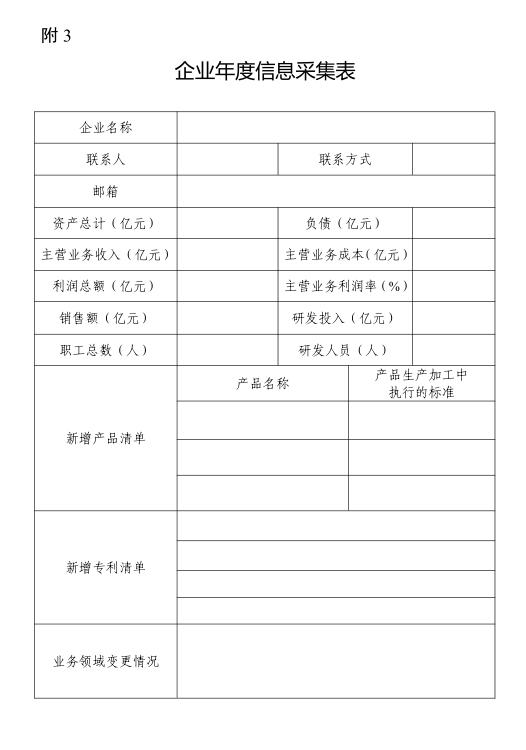 附 3
企业年度信息采集表
企业名称
联系人 联系方式
邮箱
资产总计（亿元） 负债（亿元）
主营业务收入（亿元） 主营业务成本（亿元）
利润总额（亿元） 主营业务利润率（%）
销售额（亿元） 研发投入（亿元）
职工总数（人） 研发人员（人）
新增产品清单
产品名称
产品生产加工中
执行的标准
新增专利清单
业务领域变更情况